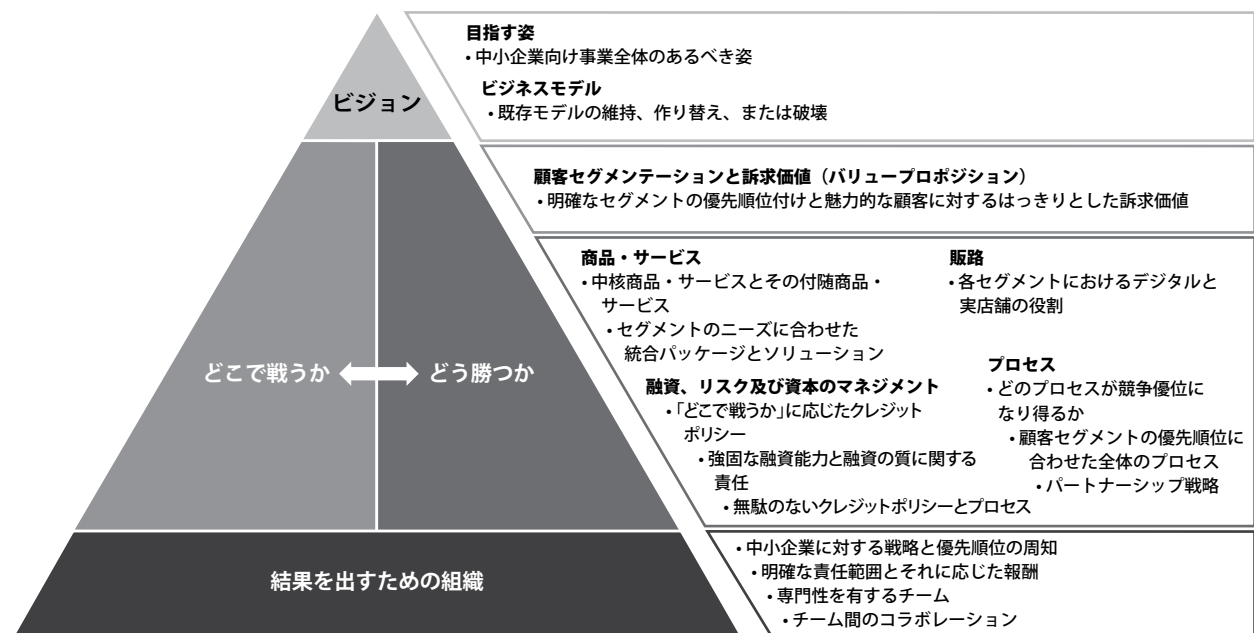 ビジョン
目指す姿
・中小企業向け事業全体のあるべき姿
ビジネスモデル
・既存モデルの維持、作り替え、または破壊
顧客セグメンテーションと訴求価値（バリュープロポジション）
・明確なセグメントの優先順位付けと魅力的な顧客に対するはっきりとした訴求価値
どこで戦うか
どう勝つか
商品・サービス
・中核商品・サービスとその付随商品・
サービス
・セグメントのニーズに合わせた
統合パッケージとソリューション
販路
・各セグメントにおけるデジタルと
実店舗の役割
融資、リスク及び資本のマネジメント
・「どこで戦うか」に応じたクレジット
ポリシー
・強固な融資能力と融資の質に関する
責任
・無駄のないクレジットポリシーとプロセス
プロセス
・どのプロセスが競争優位に
なり得るか
・顧客セグメントの優先順位に
合わせた全体のプロセス
・パートナーシップ戦略
結果を出すための組織
・中小企業に対する戦略と優先順位の周知
・明確な責任範囲とそれに応じた報酬
・専門性を有するチーム
・チーム間のコラボレーション